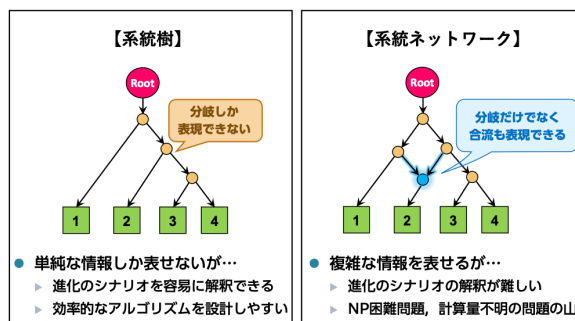 【系統樹】
Root
分岐しか
表現できない
1
2
3
4
● 単純な情報しか表せないが…
▶ 進化のシナリオを容易に解釈できる
▶ 効率的なアルゴリズムを設計しやすい
【系統ネットワーク】
Root
分岐だけでなく
合流も表現できる
1
2
3
4
● 複雑な情報を表せるが…
▶ 進化のシナリオの解釈が難しい
▶ NP困難問題，計算量不明の問題の山